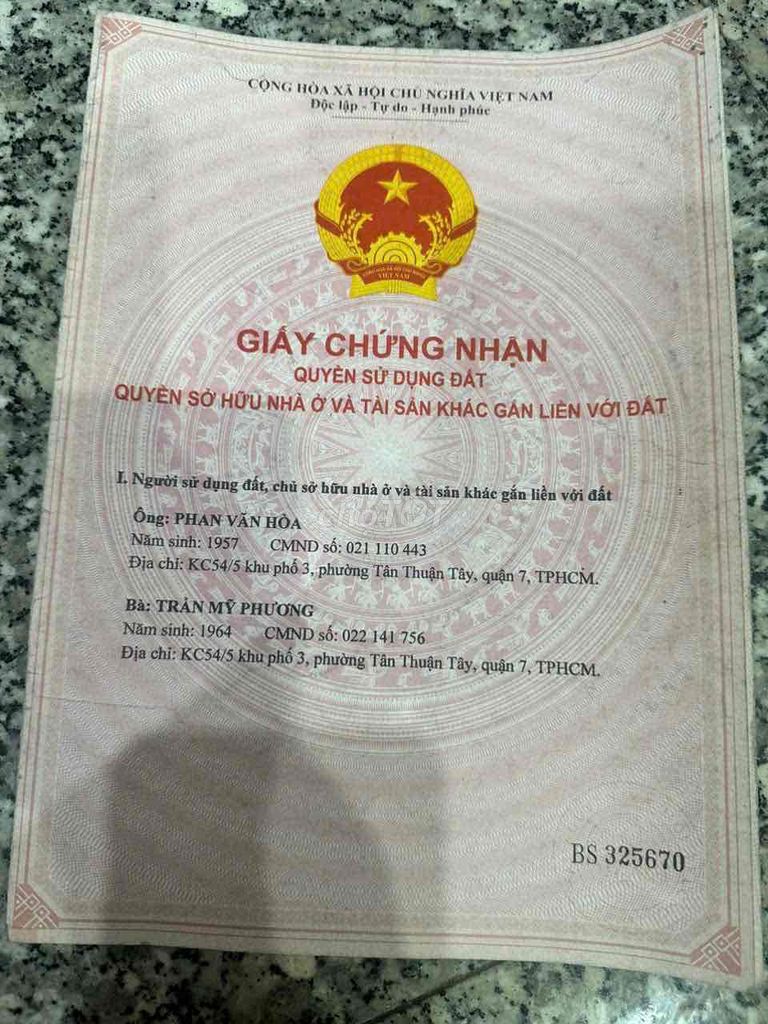 CỘNG HÒA XÃ HỘI CHỦ NGHĨA VIỆT NAM
Độc lập - Tự do - Hạnh phúc
VIỆT NAM
GIẤY CHỨNG NHẬN
QUYỀN SỬ DỤNG ĐẤT
QUYỀN SỞ HỮU NHÀ Ở VÀ TÀI SẢN KHÁC GẮN LIỀN VỚI ĐẤT
I. Người sử dụng đất, chủ sở hữu nhà ở và tài sản khác gắn liền với đất
Ông: PHAN VĂN HÒA
Năm sinh: 1957 CMND số: 021 110 443
Địa chỉ: KC54/5 khu phố 3, phường Tân Thuận Tây, quận 7, TPHCM.
Bà: TRẦN MỸ PHƯƠNG
Năm sinh: 1964 CMND số: 022 141 756
Địa chỉ: KC54/5 khu phố 3, phường Tân Thuận Tây, quận 7, TPHCM.
BS 325670